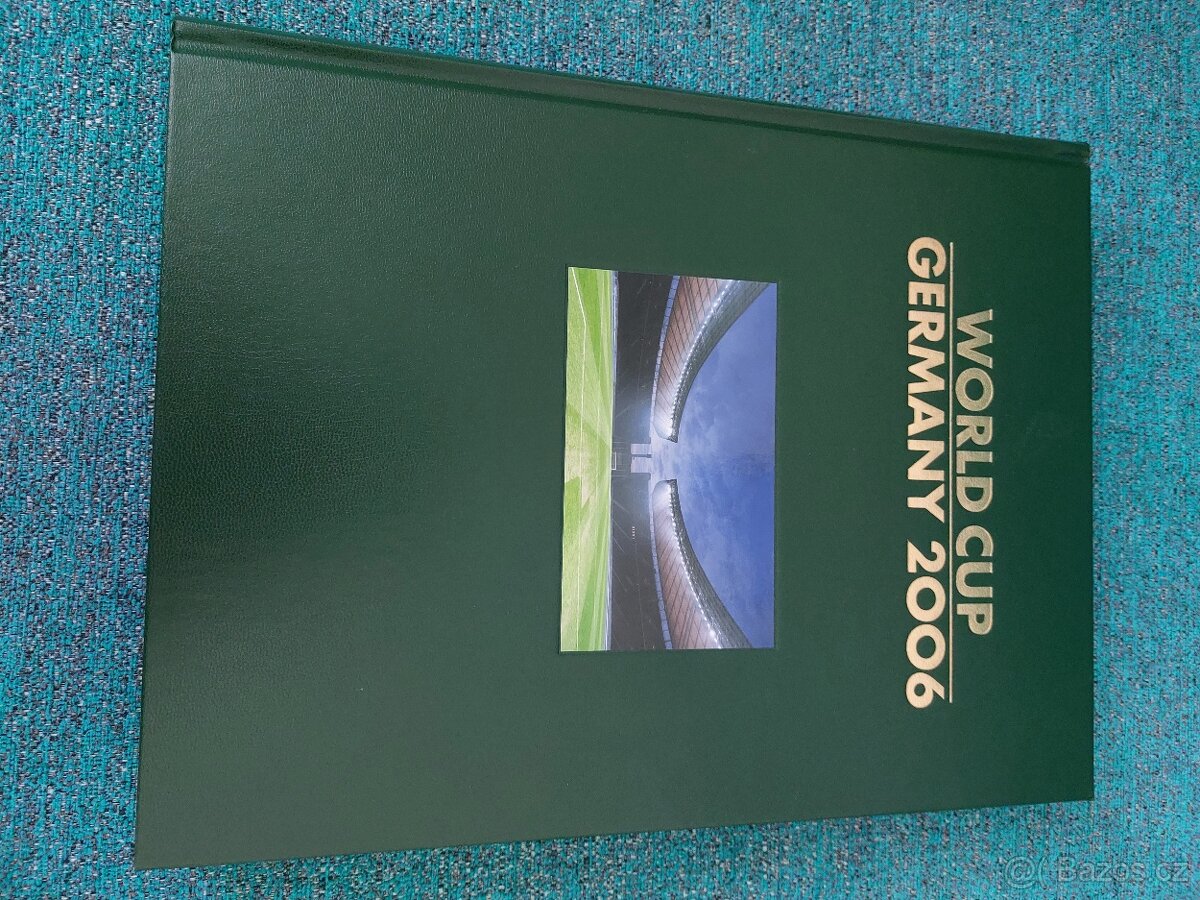 WORLD CUP
GERMANY 2006
@ Bazos.cz